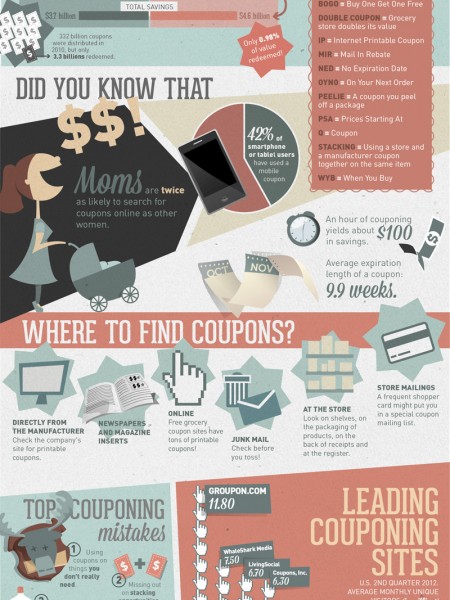 TOTAL SAVINGS
$3.7 billion
$4.6 billion
332 billion coupons
were distributed in
2010, but only
3.3 billions redeemed.
Only 0.98%
of value
redeemed!
BOGO = Buy One Get One Free
DOUBLE COUPON = Grocery
store doubles its value
IP = Internet Printable Coupon
MIR = Mail In Rebate
NED = No Expiration Date
OYNO = On Your Next Order
PEELIE = A coupon you peel
off a package
PSA = Prices Starting At
Q = Coupon
STACKING = Using a store and
a manufacturer coupon
together on the same item
WYB = When You Buy
DID YOU KNOW THAT
$$!
Moms are twice
as likely to search for
coupons online as other
women.
42% of
smartphone
or tablet users
have used a
mobile
coupon
An hour of couponing
yields about $100
in savings.
$
OCT
NOV
Average expiration
length of a coupon:
9.9 weeks.
WHERE TO FIND COUPONS?
DIRECTLY FROM
THE MANUFACTURER
Check the company's
site for printable
coupons.
NEWSPAPERS
AND MAGAZINE
INSERTS
ONLINE
Free grocery
coupon sites have
tons of printable
coupons!
JUNK MAIL
Check before
you toss!
AT THE STORE
Look on shelves, on
the packaging of
products, on the
back of receipts and
at the register.
STORE MAILINGS
A frequent shopper
card might put you
in a special coupon
mailing list.
TOP COUPONING
mistakes
1
Using
coupons on
things you
don't really
need.
$ + $
2
Missing out
on stacking
GROUPON.COM
11.80
WhaleShark Media
7.50
LivingSocial
6.70
Coupons, Inc.
6.30
LEADING
COUPONING
SITES
U.S. 2ND QUARTER 2012,
AVERAGE MONTHLY UNIQUE